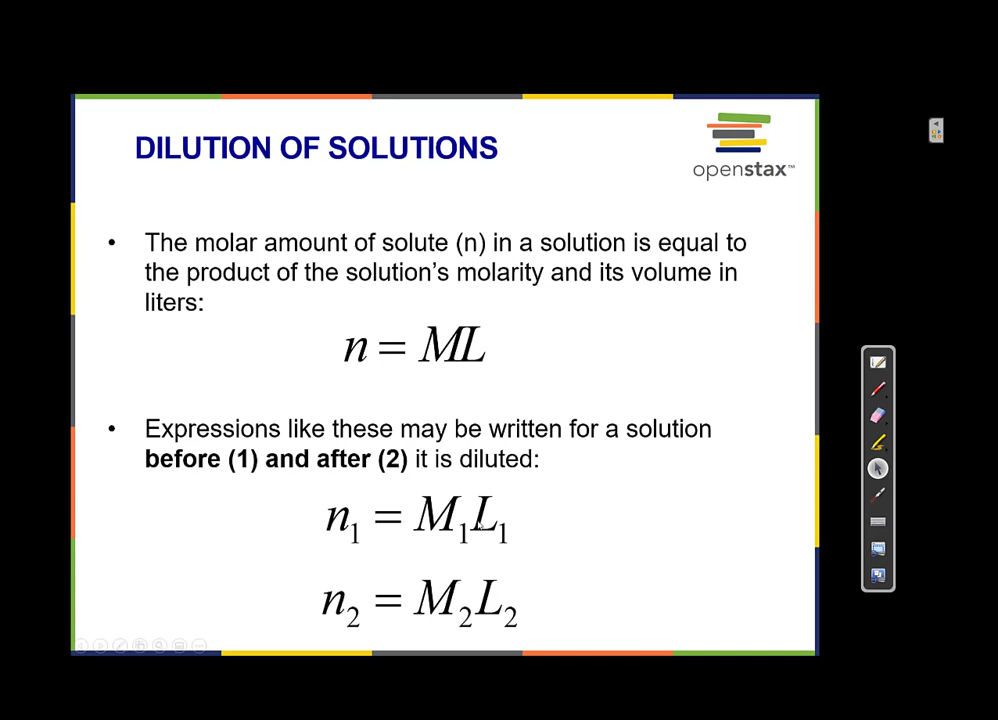 DILUTION OF SOLUTIONS
openstax™
• The molar amount of solute (n) in a solution is equal to
the product of the solution’s molarity and its volume in
liters:
n = ML
• Expressions like these may be written for a solution
before (1) and after (2) it is diluted:
n₁ = M₁L₁
n₂ = M₂L₂